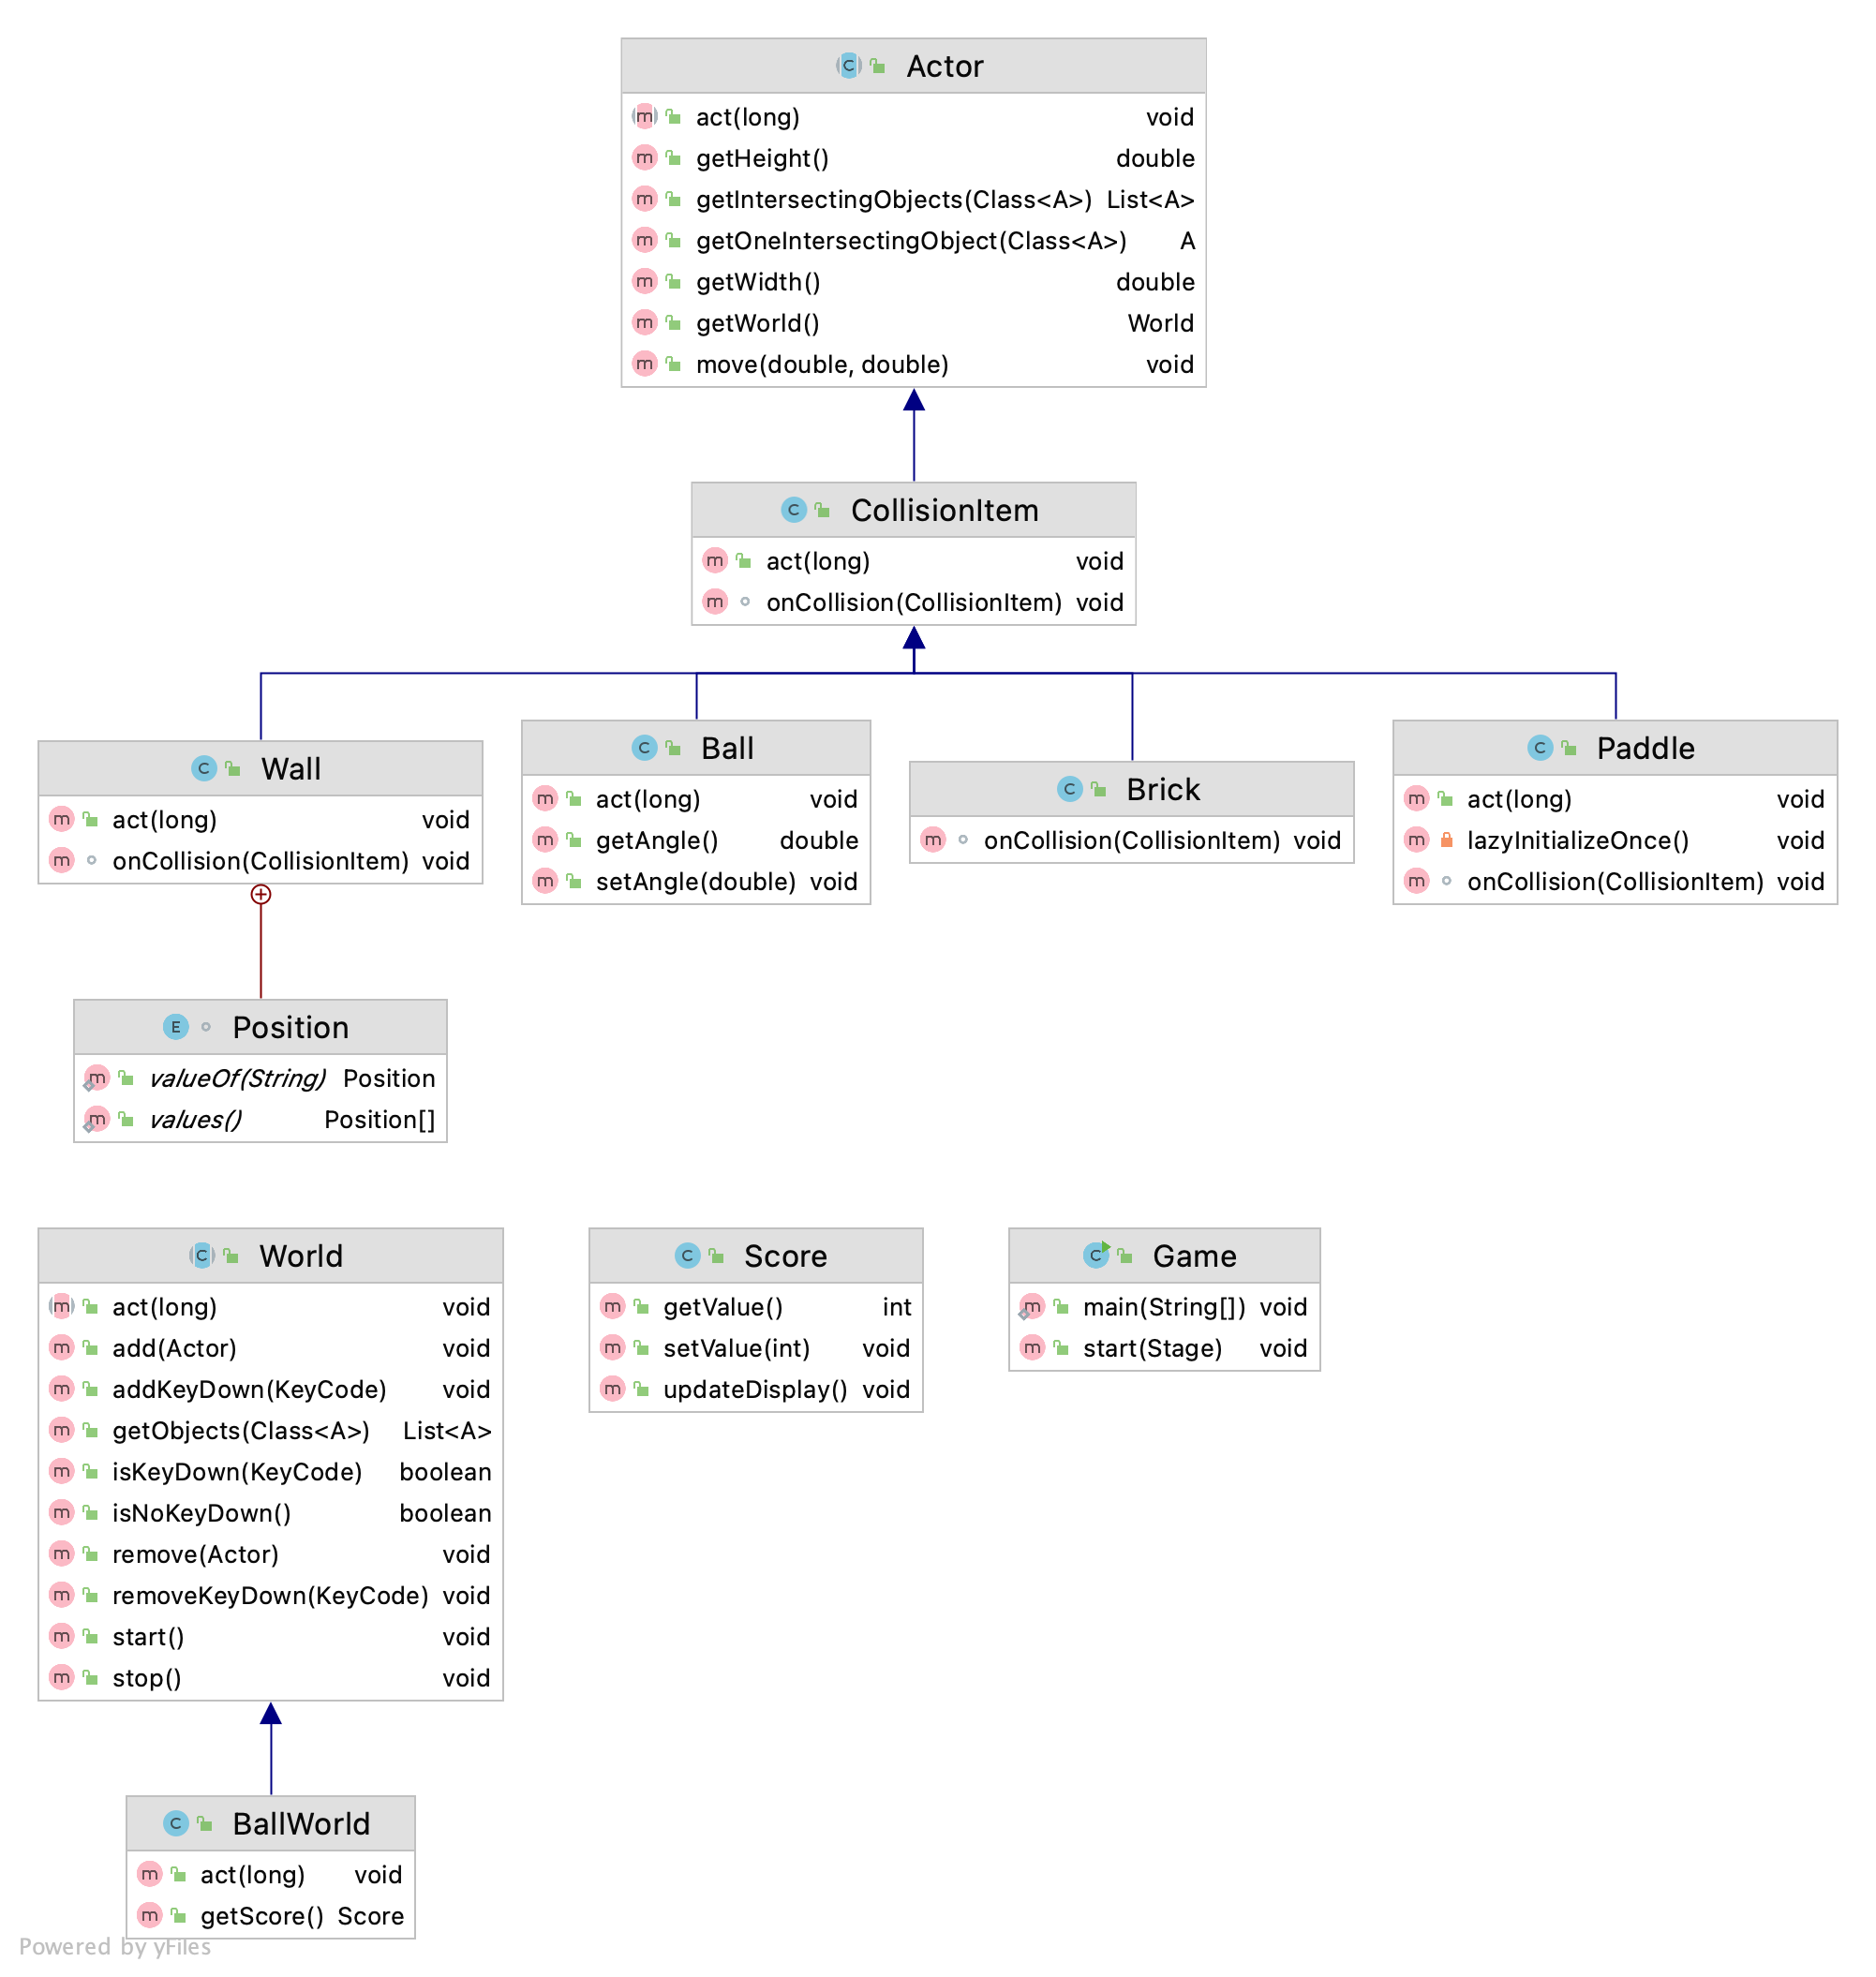 Actor
act(long) void
getHeight() double
getIntersectingObjects(Class<A>) List<A>
getOneIntersectingObject(Class<A>) A
getWidth() double
getWorld() World
move(double, double) void
CollisionItem
act(long) void
onCollision(CollisionItem) void
Wall
act(long) void
onCollision(CollisionItem) void
Ball
act(long) void
getAngle() double
setAngle(double) void
Brick
onCollision(CollisionItem) void
Paddle
act(long) void
lazyInitializeOnce() void
onCollision(CollisionItem) void
Position
valueOf(String) Position
values() Position[]
World
act(long) void
add(Actor) void
addKeyDown(KeyCode) void
getObjects(Class<A>) List<A>
isKeyDown(KeyCode) boolean
isNoKeyDown() boolean
remove(Actor) void
removeKeyDown(KeyCode) void
start() void
stop() void
Score
getValue() int
setValue(int) void
updateDisplay() void
Game
main(String[]) void
start(Stage) void
BallWorld
act(long) void
getScore() Score
Powered by yFiles